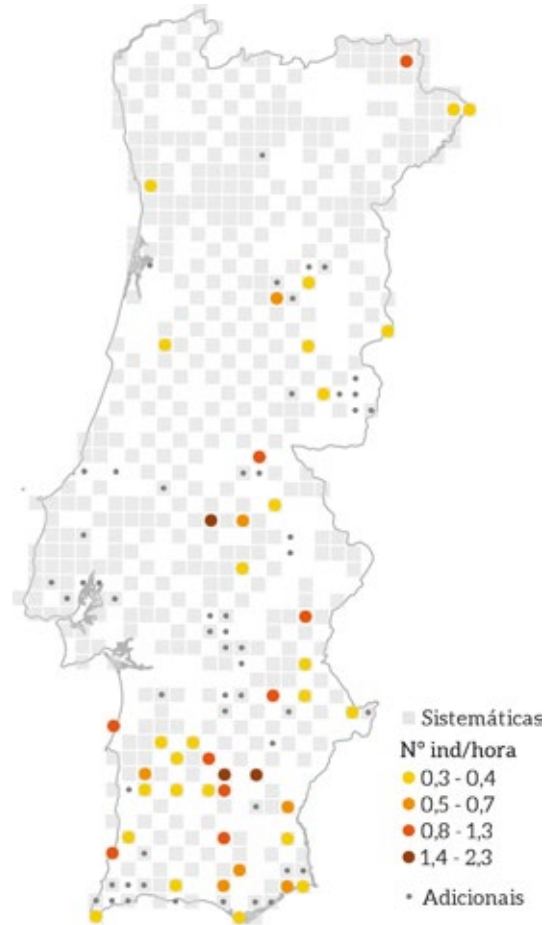 Sistemáticas
Nº ind/hora
0,3 - 0,4
0,5 - 0,7
0,8 - 1,3
1,4 - 2,3
Adicionais